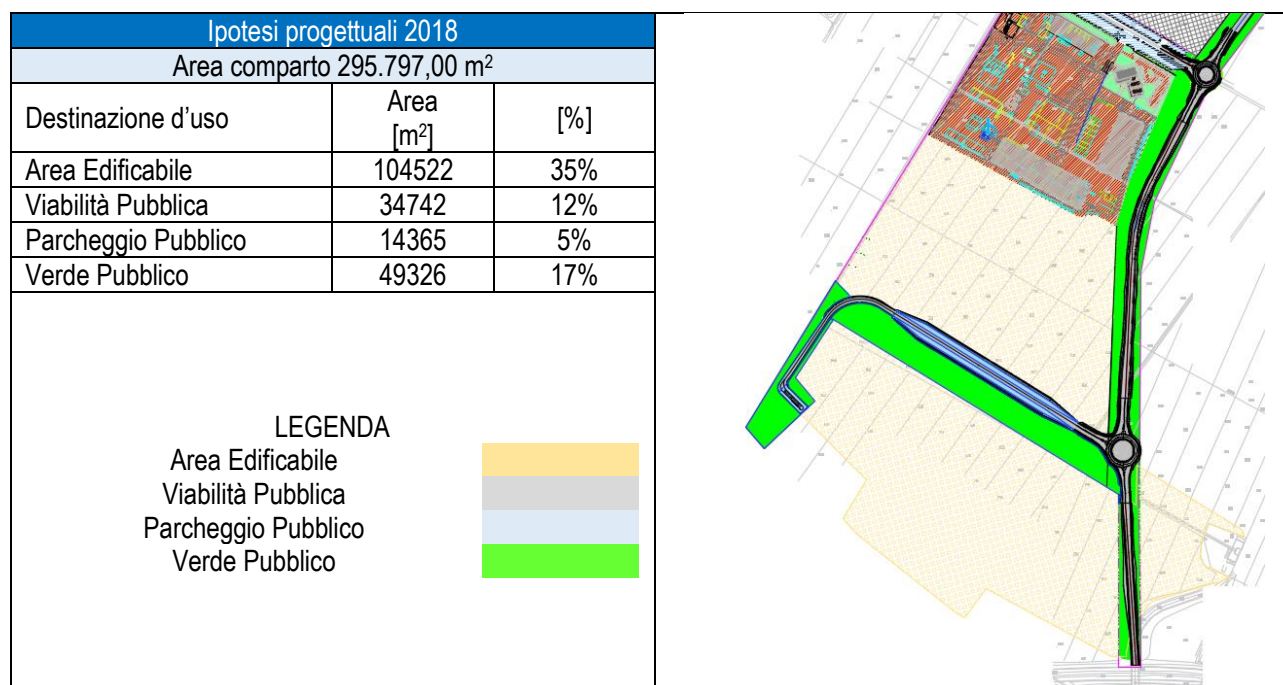 Ipotesi progettuali 2018
Area comparto 295.797,00 m²
Destinazione d'uso Area [m²] [%]
Area Edificabile 104522 35%
Viabilità Pubblica 34742 12%
Parcheggio Pubblico 14365 5%
Verde Pubblico 49326 17%
LEGENDA
Area Edificabile
Viabilità Pubblica
Parcheggio Pubblico
Verde Pubblico